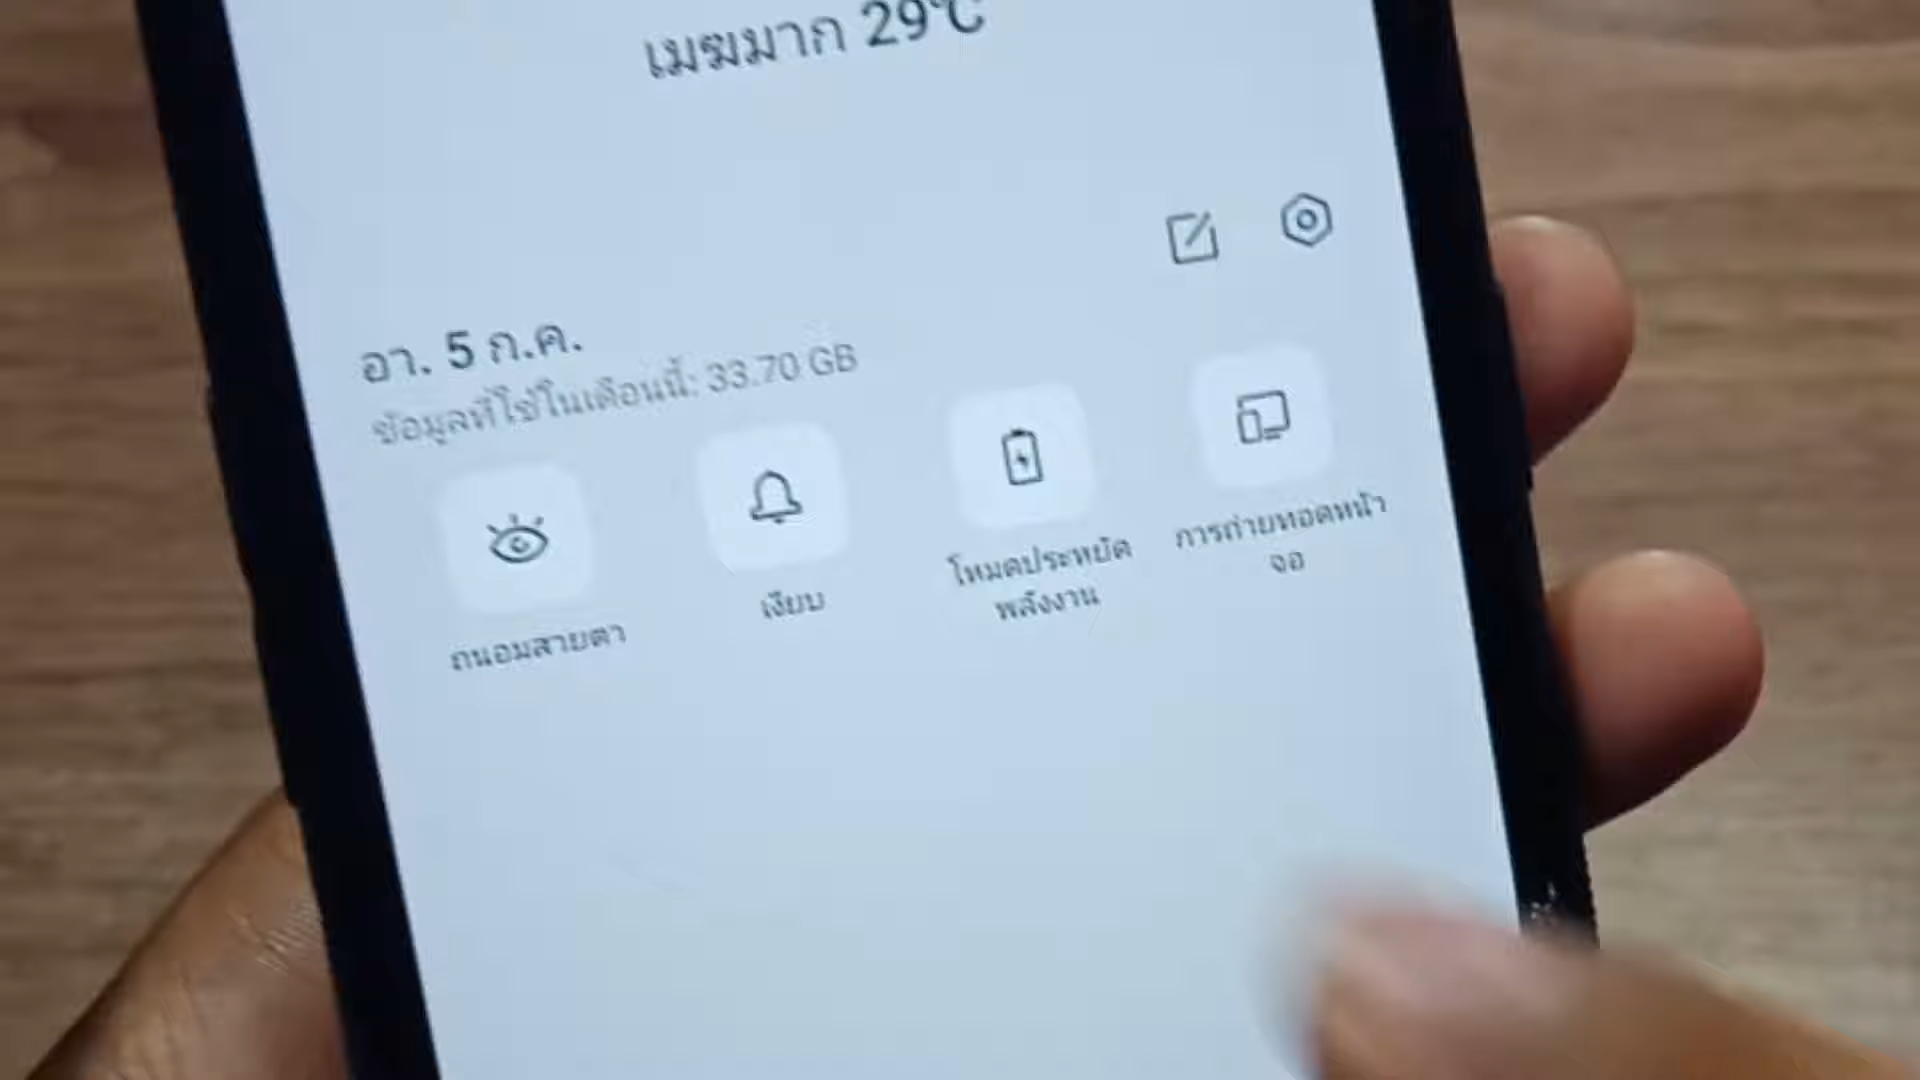 เมฆมาก 29°C
อา. 5 ก.ค.
ข้อมูลที่ใช้ในเดือนนี้: 33.70 GB
ถนอมสายตา
เงียบ
โหมดประหยัด
พลังงาน
การถ่ายทอดหน้า
จอ